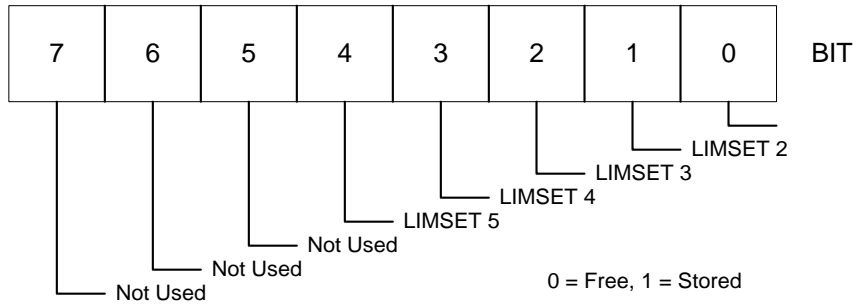 7 6 5 4 3 2 1 0 BIT
LIMSET 2
LIMSET 3
LIMSET 4
LIMSET 5
Not Used
Not Used
Not Used
0 = Free, 1 = Stored